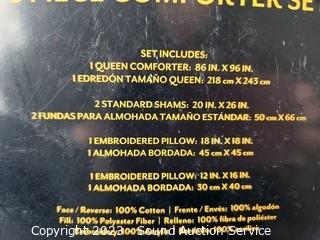 PIECE COMFORTER SE
SET INCLUDES:
1 QUEEN COMFORTER: 86 IN X 96 IN.
1 EDREDÓN TAMAÑO QUEEN: 218 cm X 243 cm
2 STANDARD SHAMS: 20 IN. X 26 IN.
2 FUNDAS PARA ALMOHADA TAMAÑO ESTÁNDAR: 50 cm X 66 cm
1 EMBROIDERED PILLOW: 18 IN. X 18 IN.
1 ALMOHADA BORDADA: 45 cm X 45 cm
1 EMBROIDERED PILLOW: 12 IN. X 16 IN.
1 ALMOHADA BORDADA: 30 cm X 40 cm
Face / Reverse: 100% Cotton | Frente / Envés: 100% algodón
Fill: 100% Polyester Fiber | Relleno: 100% fibra de poliéster
Copyright 2023 - Sound Auction Service